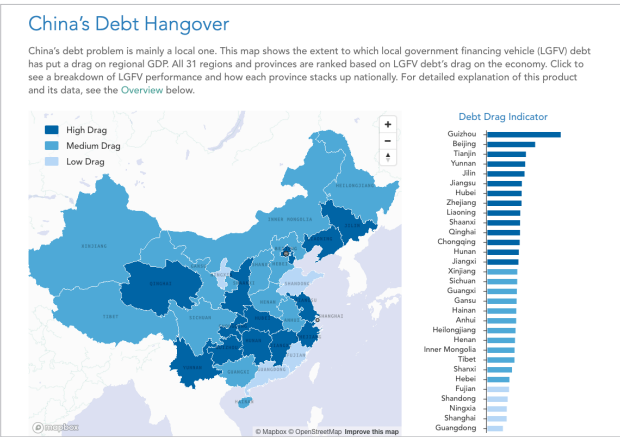 China's Debt Hangover
China's debt problem is mainly a local one. This map shows the extent to which local government financing vehicle (LGFV) debt
has put a drag on regional GDP. All 31 regions and provinces are ranked based on LGFV debt's drag on the economy. Click to
see a breakdown of LGFV performance and how each province stacks up nationally. For detailed explanation of this product
and its data, see the Overview below.
High Drag
Medium Drag
Low Drag
HEILONGJIANG
INNER MONGOLIA
XINJIANG
TIBET
SHANDONG
HENAN
SICHUAN
SHANGHAI
FUJIAN
GUANGXI
mapbox
© Mapbox © OpenStreetMap Improve this map
Debt Drag Indicator
Guizhou
Beijing
Tianjin
Yunnan
Jilin
Jiangsu
Hubei
Zhejiang
Liaoning
Shaanxi
Qinghai
Chongqing
Hunan
Jiangxi
Xinjiang
Sichuan
Guangxi
Gansu
Hainan
Anhui
Heilongjiang
Henan
Inner Mongolia
Tibet
Shanxi
Hebei
Fujian
Shandong
Ningxia
Shanghai
Guangdong